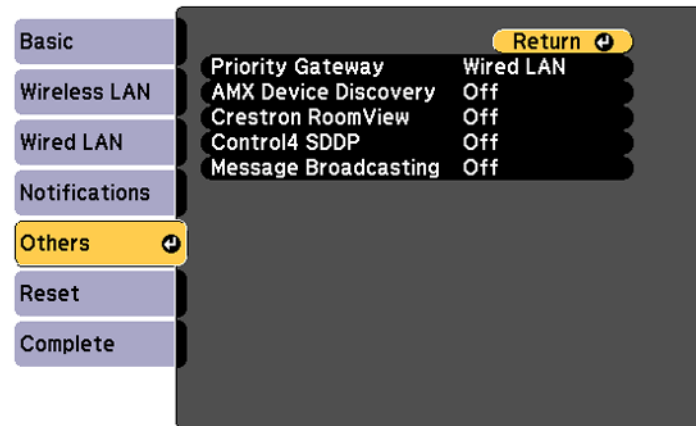 Basic
Wireless LAN
Wired LAN
Notifications
Others
Reset
Complete
Return
Priority Gateway Wired LAN
AMX Device Discovery Off
Crestron RoomView Off
Control4 SDDP Off
Message Broadcasting Off